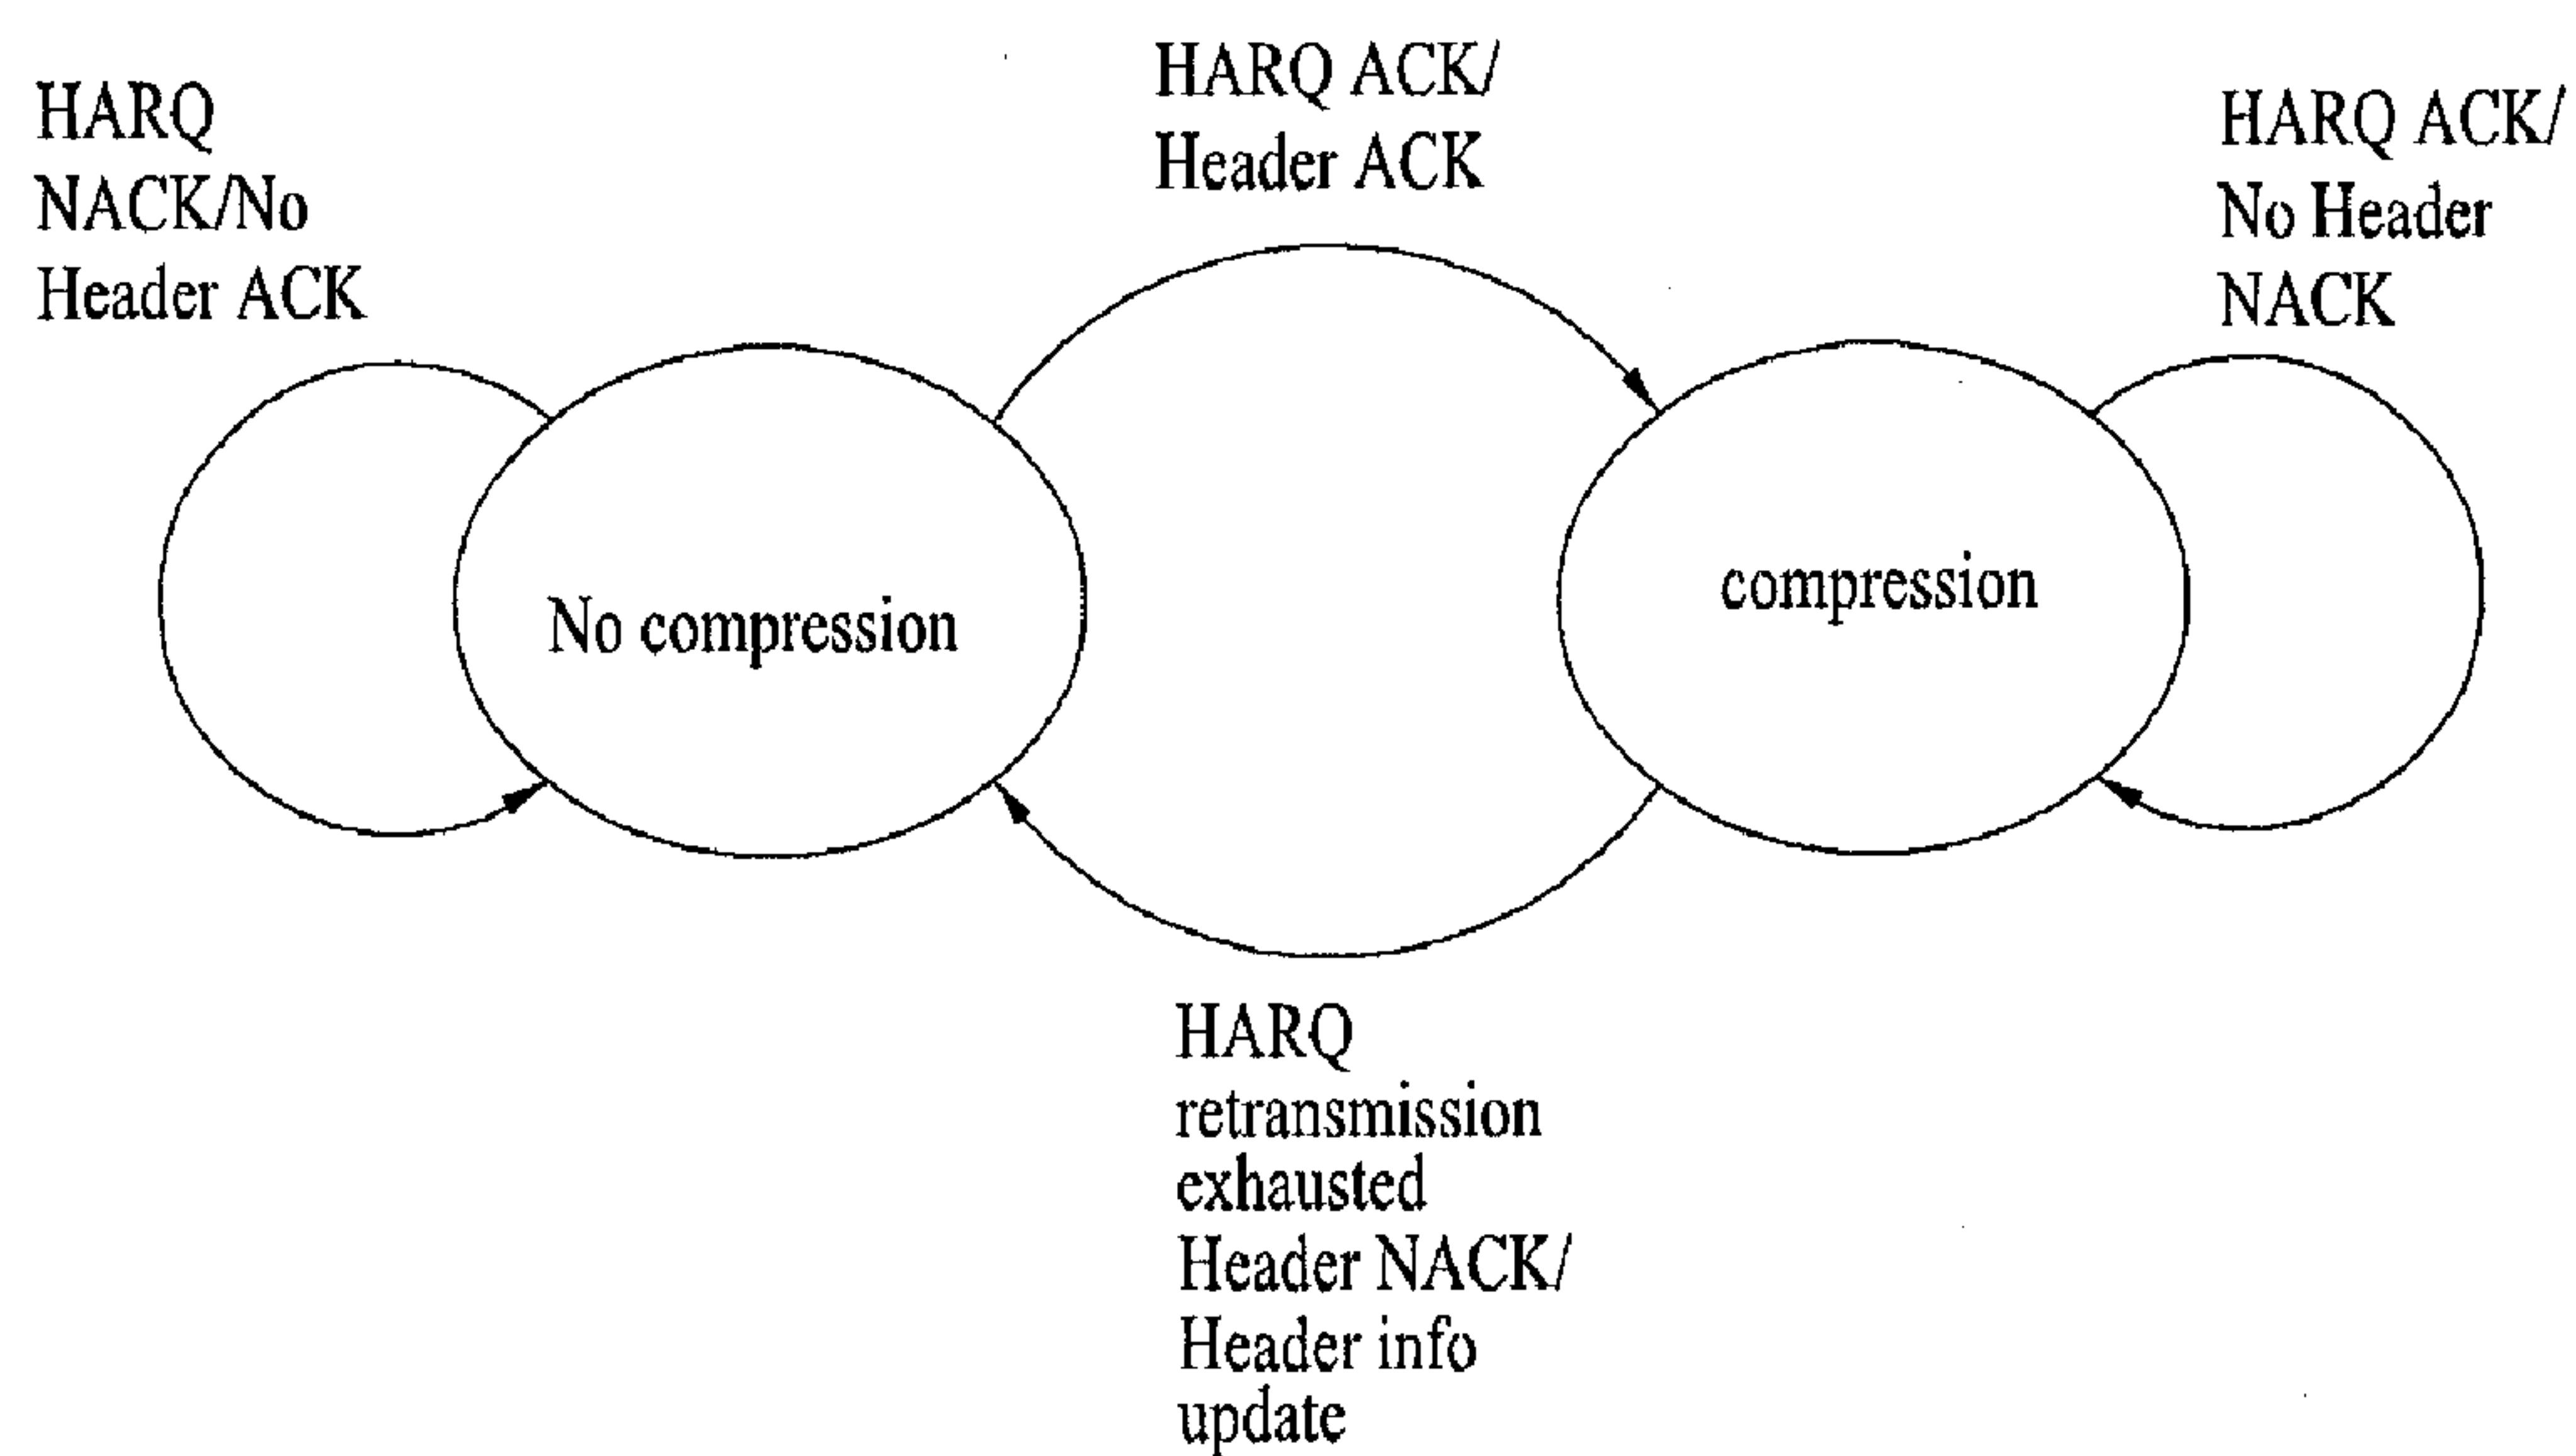 HARQ
NACK/No
Header ACK
HARQ ACK/
Header ACK
HARQ ACK/
No Header
NACK
No compression
compression
HARQ
retransmission
exhausted
Header NACK/
Header info
update